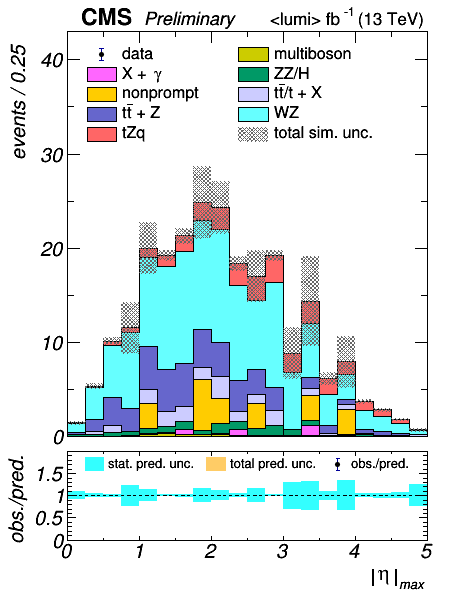 CMS Preliminary <lumi> fb⁻¹ (13 TeV)
events / 0.25
data
multiboson
X + γ
ZZ/H
nonprompt
tt̄/t + X
tt̄ + Z
WZ
tZq
total sim. unc.
40
30
20
10
0
obs./pred.
stat. pred. unc.
total pred. unc.
obs./pred.
1.5
1
0.5
0
0 1 2 3 4 5
|η|max